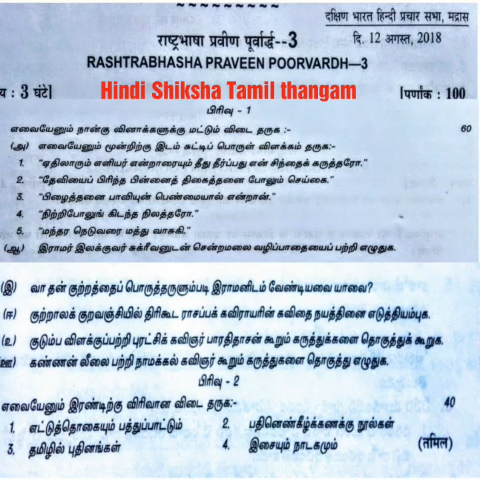 दक्षिण भारत हिन्दी प्रचार सभा, मद्रास
राष्ट्रभाषा प्रवीण पूर्वार्द्ध-3
दि. 12 अगस्त, 2018
RASHTRABHASHA PRAVEEN POORVARDH—3
य : 3 घंटे]
Hindi Shiksha Tamil thangam
[पूर्णांक : 100
பிரிவு - 1
எவையேனும் நான்கு வினாக்களுக்கு மட்டும் விடை தருக :- 60
(அ) எவையேனும் மூன்றிற்கு இடம் சுட்டிப் பொருள் விளக்கம் தருக:
1. "ஏதிலாரும் எளியர் என்றாரையும் தீது தீர்ப்பது என் சிந்தைக் கருத்தரோ."
2. "தேவியைப் பிரிந்த பின்னைத் திகைத்தனை போலும் செய்கை."
3. "பிழைத்தனை பாவியுன் பெண்மையால் என்றான்."
4. "நிற்றிபோலுங் கிடந்த நிலத்தரோ."
5. "மந்தர நெடுவரை மத்து வாசுகி."
(ஆ) இராமர் இலக்குவர் சுக்ரீவனுடன் சென்றமலை வழிப்பாதையைப் பற்றி எழுதுக.
(இ) வா தன் குற்றத்தைப் பொருத்தருளும்படி இராமனிடம் வேண்டியவை யாவை?
(ஈ) குற்றாலக் குறவஞ்சியில் திரிகூட ராசப்பக் கவிராயரின் கவிதை நயத்தினை எடுத்தியம்புக.
(உ) குடும்ப விளக்குப்பற்றி புரட்சிக் கவிஞர் பாரதிதாசன் கூறும் கருத்துக்களை தொகுத்துக் கூறுக.
(ஊ) கண்ணன் லீலை பற்றி நாமக்கல் கவிஞர் கூறும் கருத்துகளை தொகுத்து எழுதுக.
பிரிவு - 2
எவையேனும் இரண்டிற்கு விரிவான விடை தருக:- 40
1. எட்டுத்தொகையும் பத்துப்பாட்டும் 2. பதினெண்கீழ்க்கணக்கு நூல்கள்
3. தமிழில் புதினங்கள் 4. இசையும் நாடகமும் (தமிழ்)